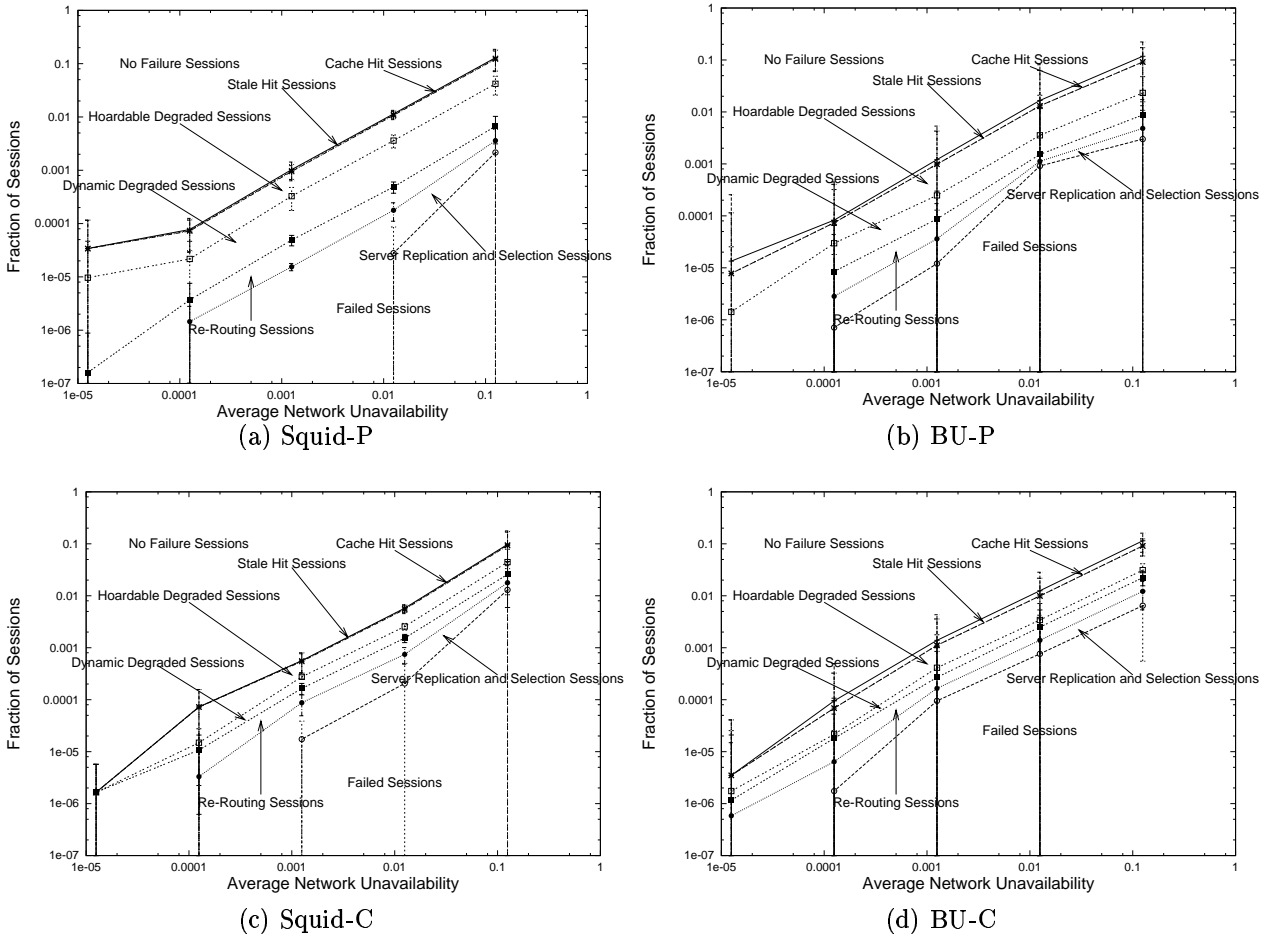 1
0.1
0.01
0.001
0.0001
1e-05
1e-06
1e-07
1e-05
0.0001
0.001
0.01
0.1
1
Fraction of Sessions
Average Network Unavailability
No Failure Sessions
Cache Hit Sessions
Stale Hit Sessions
Hoardable Degraded Sessions
Dynamic Degraded Sessions
Server Replication and Selection Sessions
Failed Sessions
Re-Routing Sessions
(a) Squid-P
1
0.1
0.01
0.001
0.0001
1e-05
1e-06
1e-07
1e-05
0.0001
0.001
0.01
0.1
1
Fraction of Sessions
Average Network Unavailability
No Failure Sessions
Cache Hit Sessions
Stale Hit Sessions
Hoardable Degraded Sessions
Dynamic Degraded Sessions
Server Replication and Selection Sessions
Failed Sessions
Re-Routing Sessions
(b) BU-P
1
0.1
0.01
0.001
0.0001
1e-05
1e-06
1e-07
1e-05
0.0001
0.001
0.01
0.1
1
Fraction of Sessions
Average Network Unavailability
No Failure Sessions
Cache Hit Sessions
Stale Hit Sessions
Hoardable Degraded Sessions
Dynamic Degraded Sessions
Server Replication and Selection Sessions
Failed Sessions
Re-Routing Sessions
(c) Squid-C
1
0.1
0.01
0.001
0.0001
1e-05
1e-06
1e-07
1e-05
0.0001
0.001
0.01
0.1
1
Fraction of Sessions
Average Network Unavailability
No Failure Sessions
Cache Hit Sessions
Stale Hit Sessions
Hoardable Degraded Sessions
Dynamic Degraded Sessions
Server Replication and Selection Sessions
Failed Sessions
Re-Routing Sessions
(d) BU-C